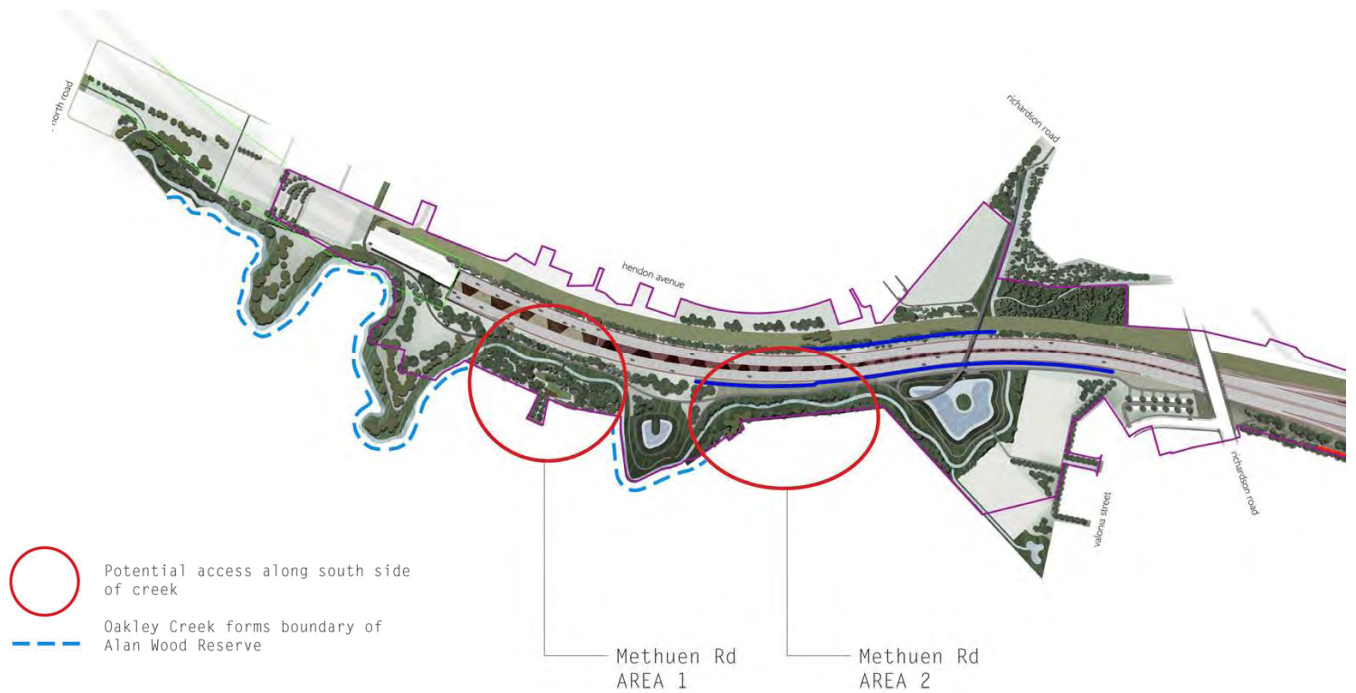 north road
richardson road
hendon avenue
valonia street
richardson road
Potential access along south side
of creek
Oakley Creek forms boundary of
Alan Wood Reserve
Methuen Rd
AREA 1
Methuen Rd
AREA 2